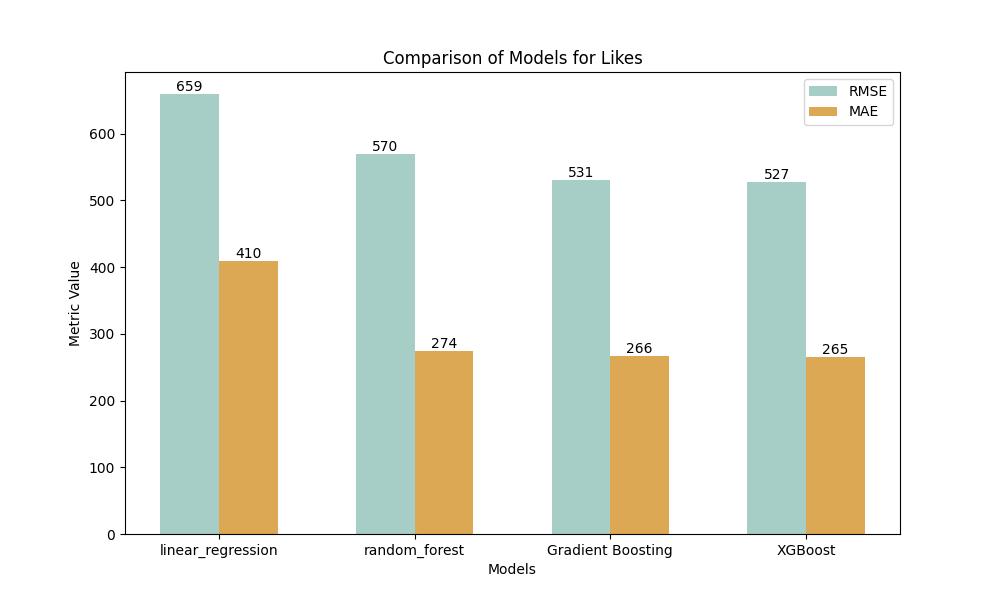 Comparison of Models for Likes
RMSE
MAE
659
410
570
274
531
266
527
265
Metric Value
600
500
400
300
200
100
0
linear_regression
random_forest
Gradient Boosting
XGBoost
Models